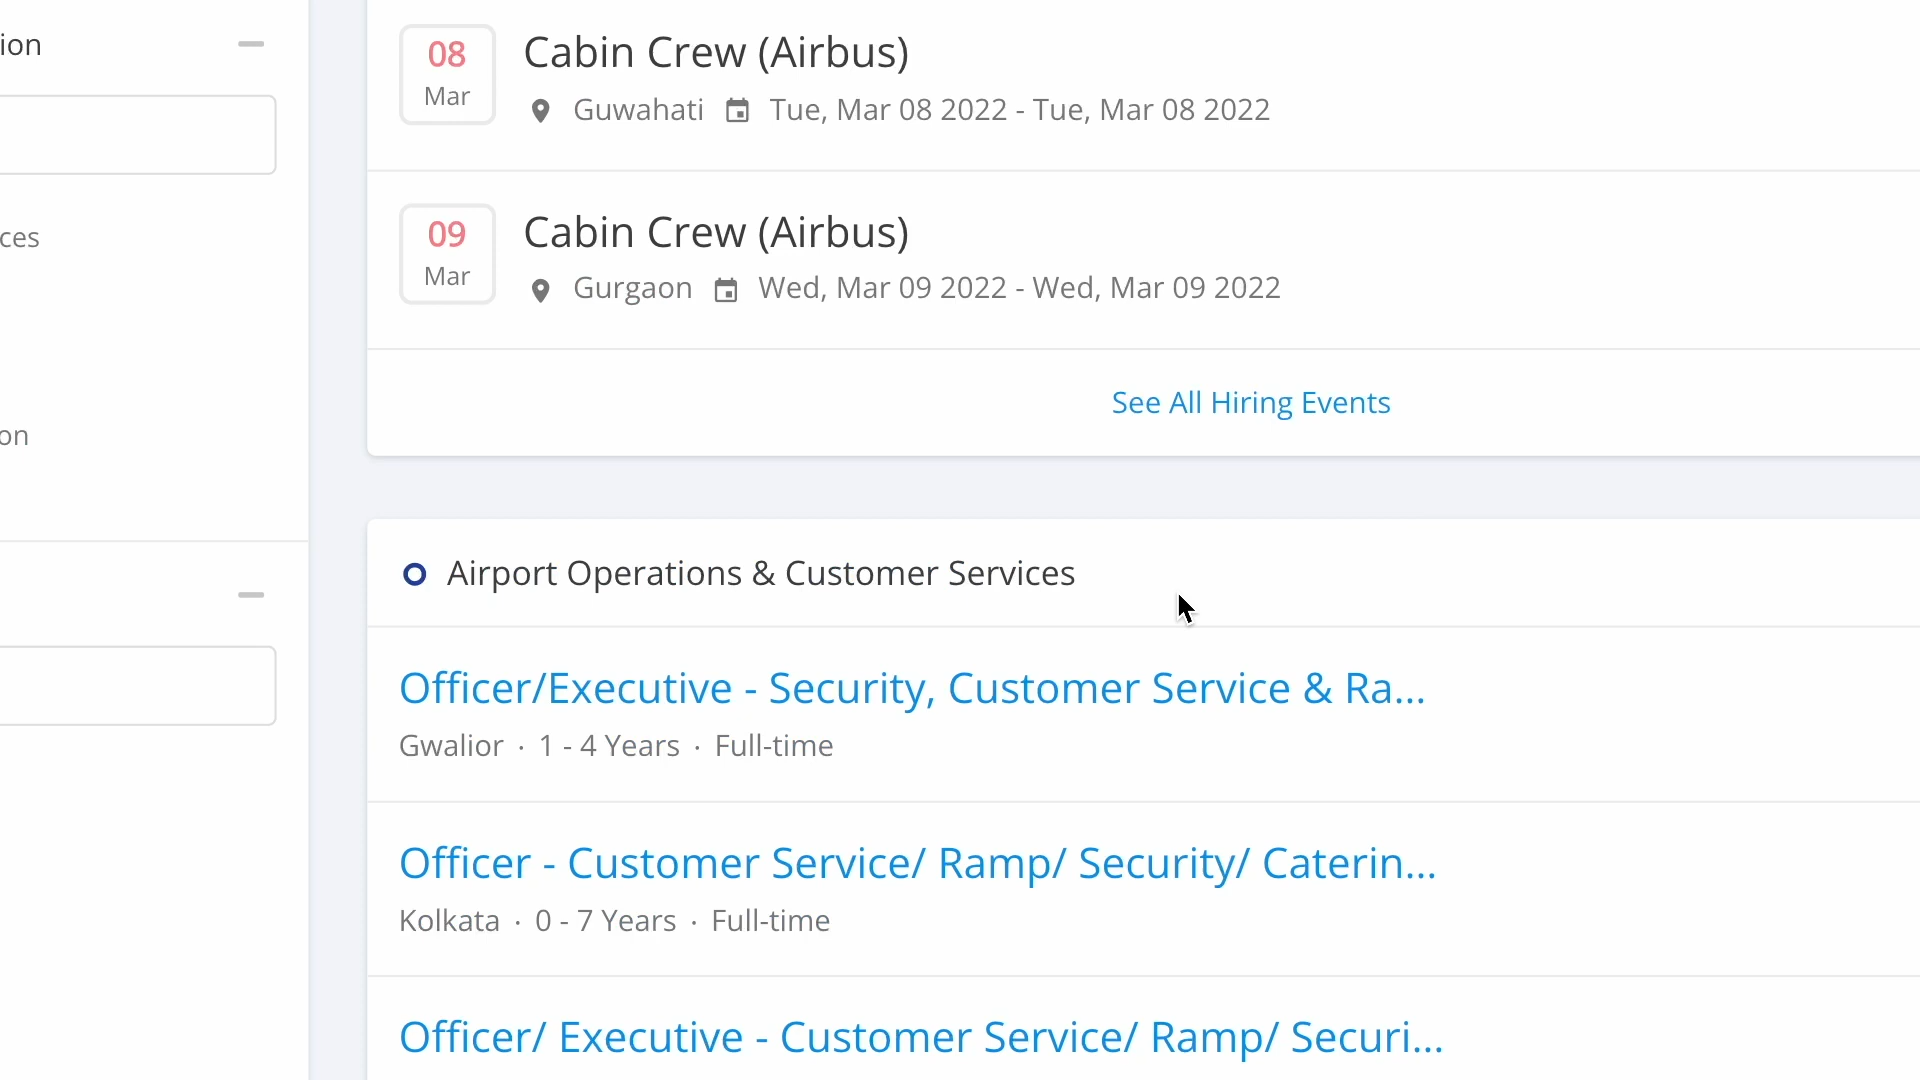 ion
ces
on
08
Mar
Cabin Crew (Airbus)
Guwahati Tue, Mar 08 2022 - Tue, Mar 08 2022
09
Mar
Cabin Crew (Airbus)
Gurgaon Wed, Mar 09 2022 - Wed, Mar 09 2022
See All Hiring Events
Airport Operations & Customer Services
Officer/Executive - Security, Customer Service & Ra...
Gwalior · 1 - 4 Years · Full-time
Officer - Customer Service/ Ramp/ Security/ Caterin...
Kolkata · 0 - 7 Years · Full-time
Officer/ Executive - Customer Service/ Ramp/ Securi...